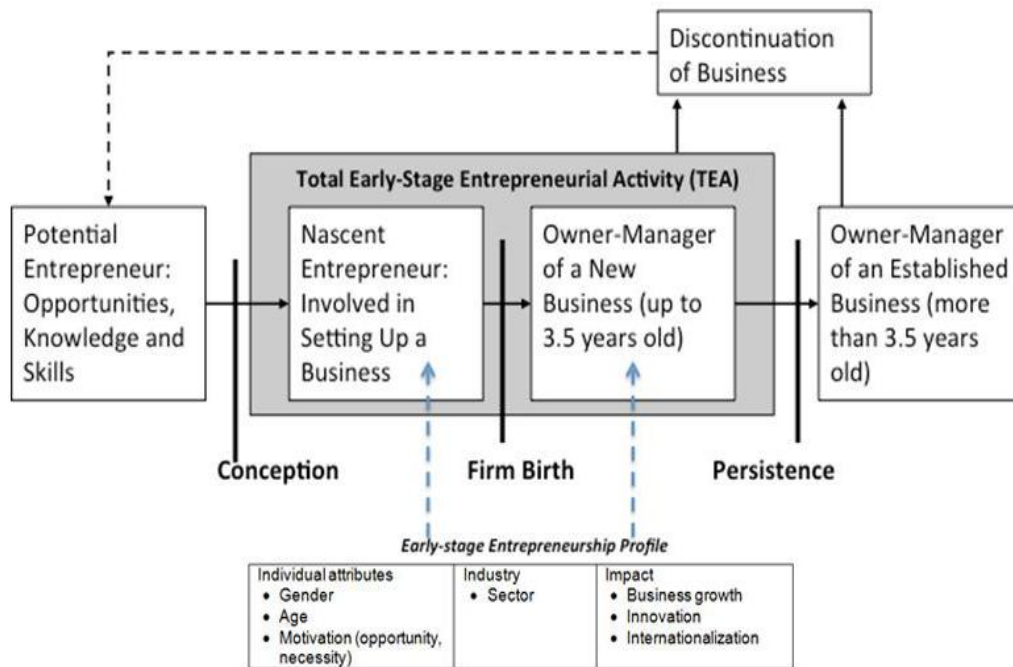 Discontinuation
of Business
Total Early-Stage Entrepreneurial Activity (TEA)
Potential
Entrepreneur:
Opportunities,
Knowledge and
Skills
Nascent
Entrepreneur:
Involved in
Setting Up a
Business
Owner-Manager
of a New
Business (up to
3.5 years old)
Owner-Manager
of an Established
Business (more
than 3.5 years
old)
Conception
Firm Birth
Persistence
Early-stage Entrepreneurship Profile
Individual attributes
• Gender
• Age
• Motivation (opportunity,
necessity)
Industry
• Sector
Impact
• Business growth
• Innovation
• Internationalization